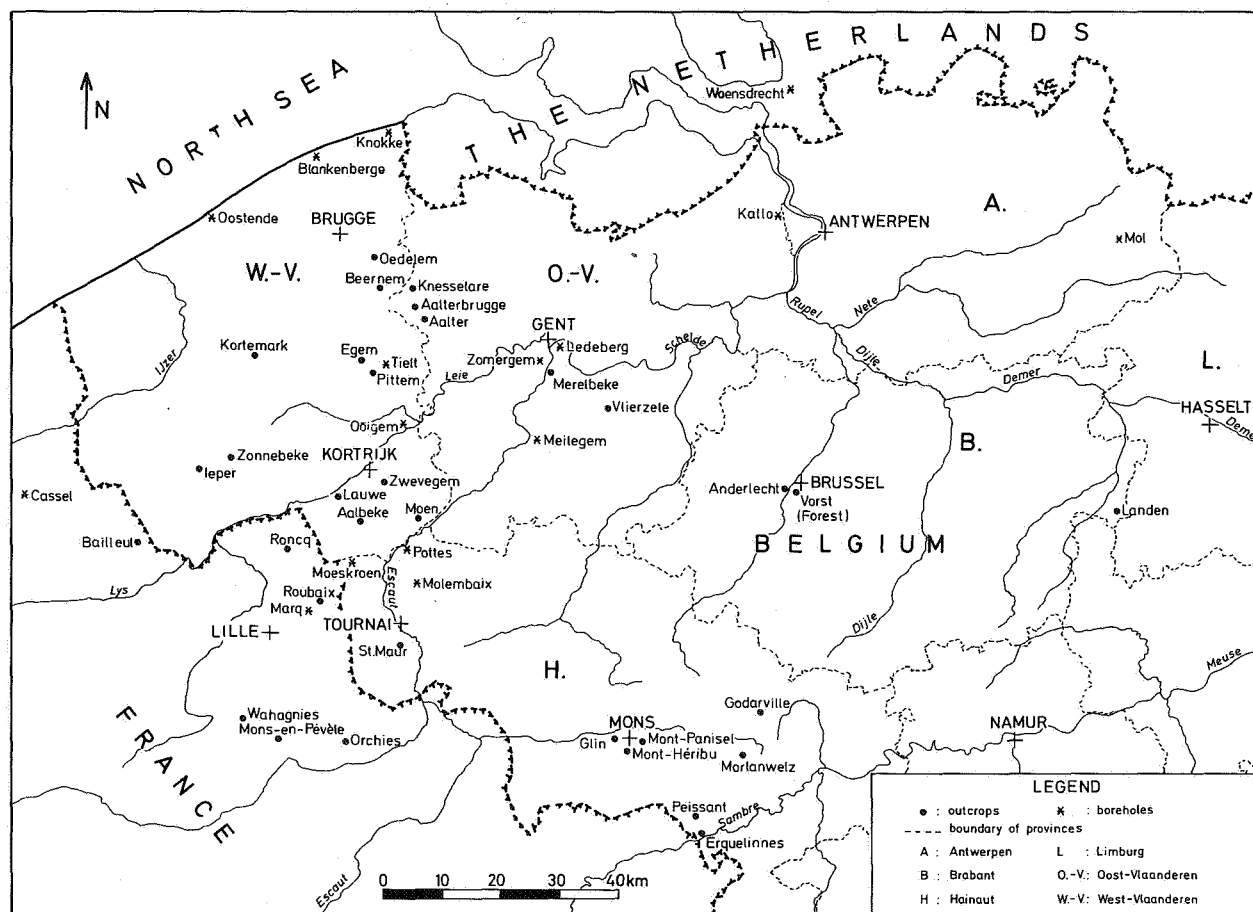 THE NETHERLANDS
NORTH SEA
N
Woensdrecht
Knokke
Blankenberge
Oostende
BRUGGE
Kallo
ANTWERPEN
A.
Mol
Oedelem
W.-V.
O.-V.
Beernem
Knesselare
Aalterbrugge
Aalter
Rupel
Nete
GENT
Ledeberg
Schelde
Kortemark
IJzer
Egem
Tielt
Pittem
Zomergem
Leie
Merelbeke
Dijle
Demer
L.
Vlierzele
HASSELT
Demer
Ooigem
Meilegem
B.
Zonnebeke
Ieper
KORTRIJK
Zwevegem
Cassel
Lauwe
Aalbeke
Moen
Anderlecht
BRUSSEL
Vorst
(Forest)
Landen
Bailleul
Roncq
Pottes
BELGIUM
Moeskroen
Molembaix
Lys
Escaut
Roubaix
Marq
LILLE
TOURNAI
Dijle
St.Maur
Meuse
H.
FRANCE
Wahagnies
Mons-en-Pévèle
Orchies
Godarville
MONS
Glin
Mont-Panisel
Mont-Héribu
Morlanwelz
NAMUR
Peissant
Sambre
Erquelinnes
Escaut
0 10 20 30 40km
LEGEND
: outcrops
: boreholes
: boundary of provinces
A : Antwerpen
L : Limburg
B : Brabant
O.-V.: Oost-Vlaanderen
H : Hainaut
W.-V.: West-Vlaanderen